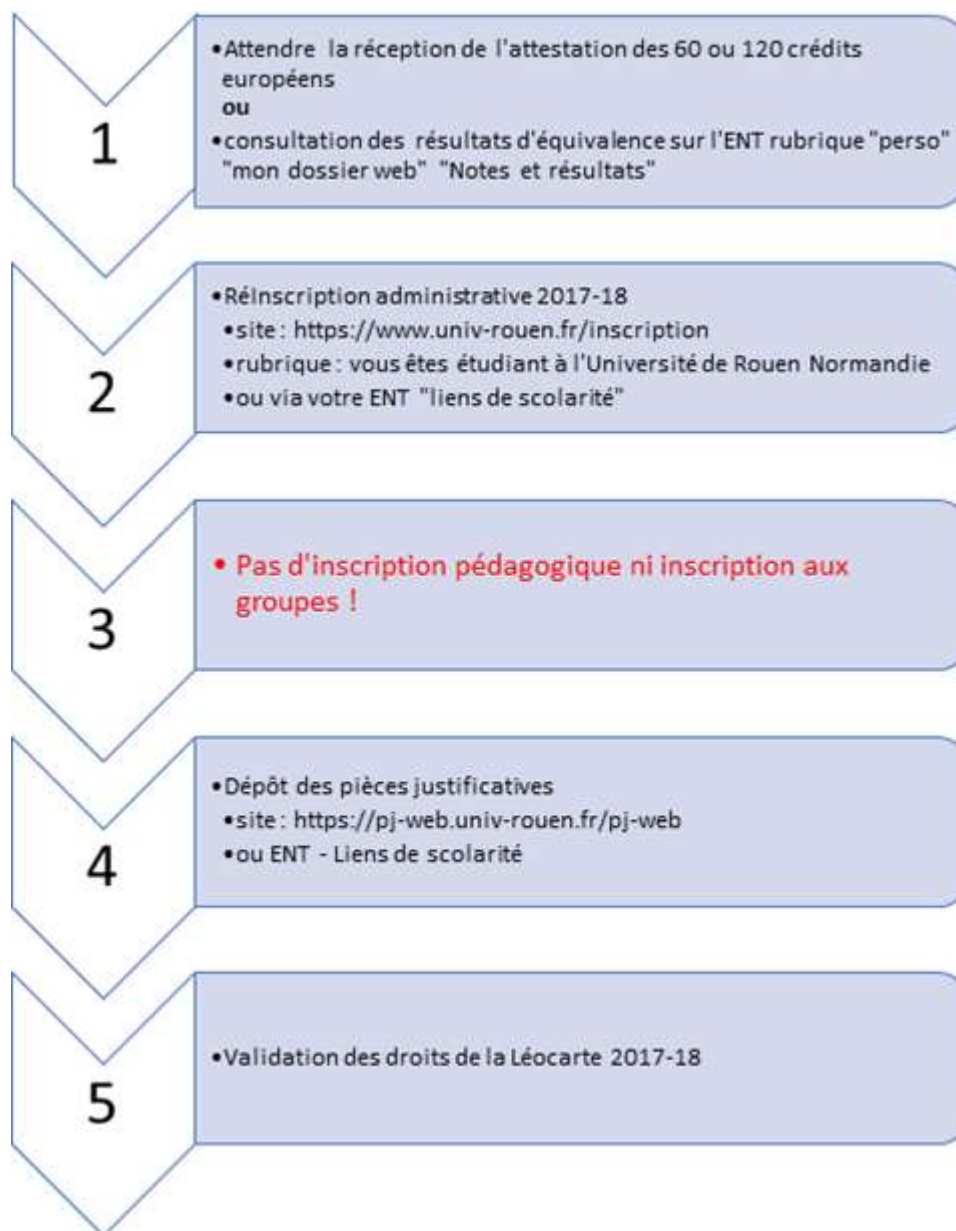 1
•Attendre la réception de l'attestation des 60 ou 120 crédits
européens
ou
•consultation des résultats d'équivalence sur l'ENT rubrique "perso"
"mon dossier web" "Notes et résultats"
2
•RéInscription administrative 2017-18
•site : https://www.univ-rouen.fr/inscription
•rubrique : vous êtes étudiant à l'Université de Rouen Normandie
•ou via votre ENT "liens de scolarité"
3
• Pas d'inscription pédagogique ni inscription aux
groupes !
4
•Dépôt des pièces justificatives
•site : https://pj-web.univ-rouen.fr/pj-web
•ou ENT - Liens de scolarité
5
•Validation des droits de la Léocarte 2017-18